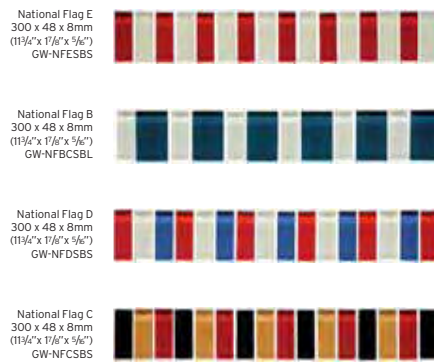 National Flag E
300 x 48 x 8mm
(11¾"x 1⅞"x ⁵⁄₁₆")
GW-NFESBS
National Flag B
300 x 48 x 8mm
(11¾"x 1⅞"x ⁵⁄₁₆")
GW-NFBCSBL
National Flag D
300 x 48 x 8mm
(11¾"x 1⅞"x ⁵⁄₁₆")
GW-NFDSBS
National Flag C
300 x 48 x 8mm
(11¾"x 1⅞"x ⁵⁄₁₆")
GW-NFCSBS